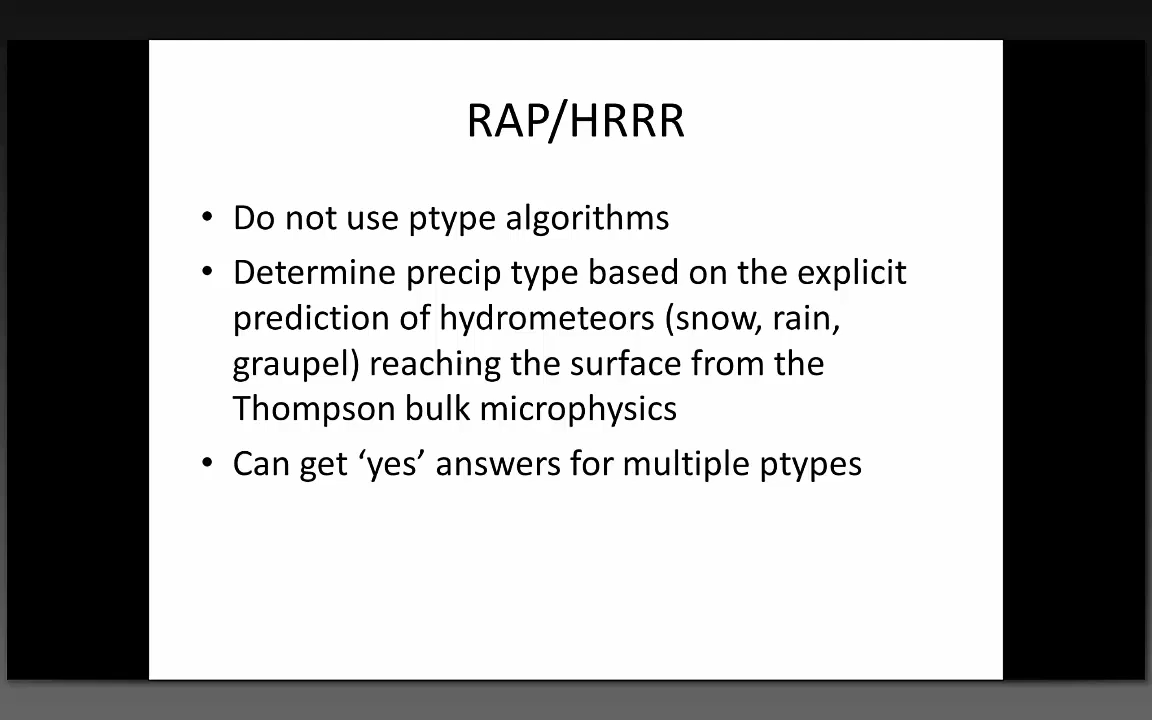 RAP/HRRR
• Do not use ptype algorithms
• Determine precip type based on the explicit
prediction of hydrometeors (snow, rain,
graupel) reaching the surface from the
Thompson bulk microphysics
• Can get ‘yes’ answers for multiple ptypes